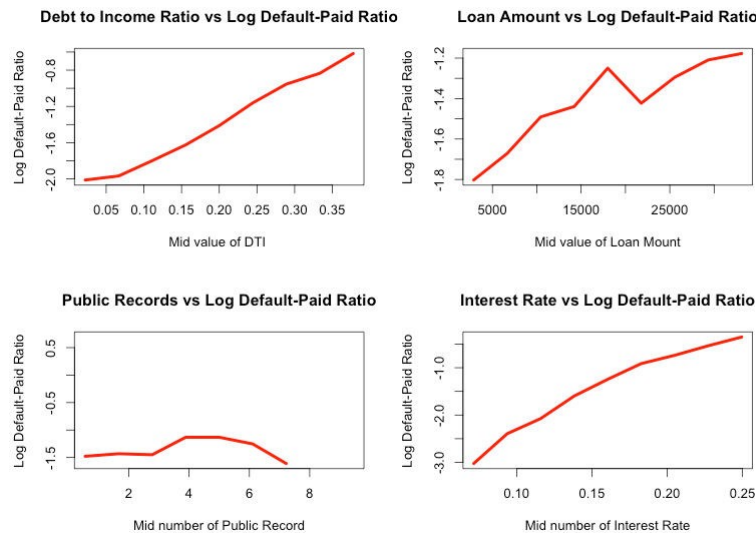 Debt to Income Ratio vs Log Default-Paid Ratio
Log Default-Paid Ratio
-0.8
-1.2
-1.6
-2.0
0.05 0.10 0.15 0.20 0.25 0.30 0.35
Mid value of DTI
Loan Amount vs Log Default-Paid Ratio
Log Default-Paid Ratio
-1.2
-1.4
-1.6
-1.8
5000 15000 25000
Mid value of Loan Mount
Public Records vs Log Default-Paid Ratio
Log Default-Paid Ratio
0.5
-0.5
-1.5
2 4 6 8
Mid number of Public Record
Interest Rate vs Log Default-Paid Ratio
Log Default-Paid Ratio
-1.0
-2.0
-3.0
0.10 0.15 0.20 0.25
Mid number of Interest Rate